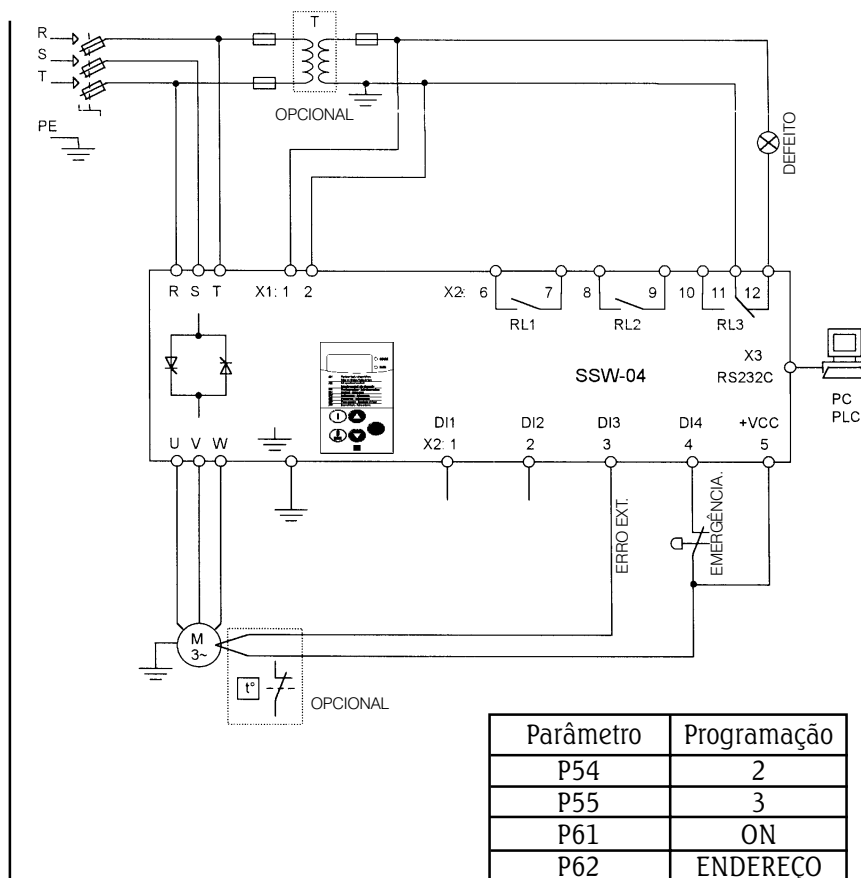 R
S
T
PE
T
OPCIONAL
DEFEITO
R S T X1: 1 2 X2: 6 7 8 9 10 11 12
RL1 RL2 RL3
SSW-04
X3
RS232C
PC
PLC
DI1 DI2 DI3 DI4 +VCC
X2: 1 2 3 4 5
U V W
ERRO EXT.
EMERGÊNCIA.
M
3~
t°
OPCIONAL
Parâmetro Programação
P54 2
P55 3
P61 ON
P62 ENDEREÇO